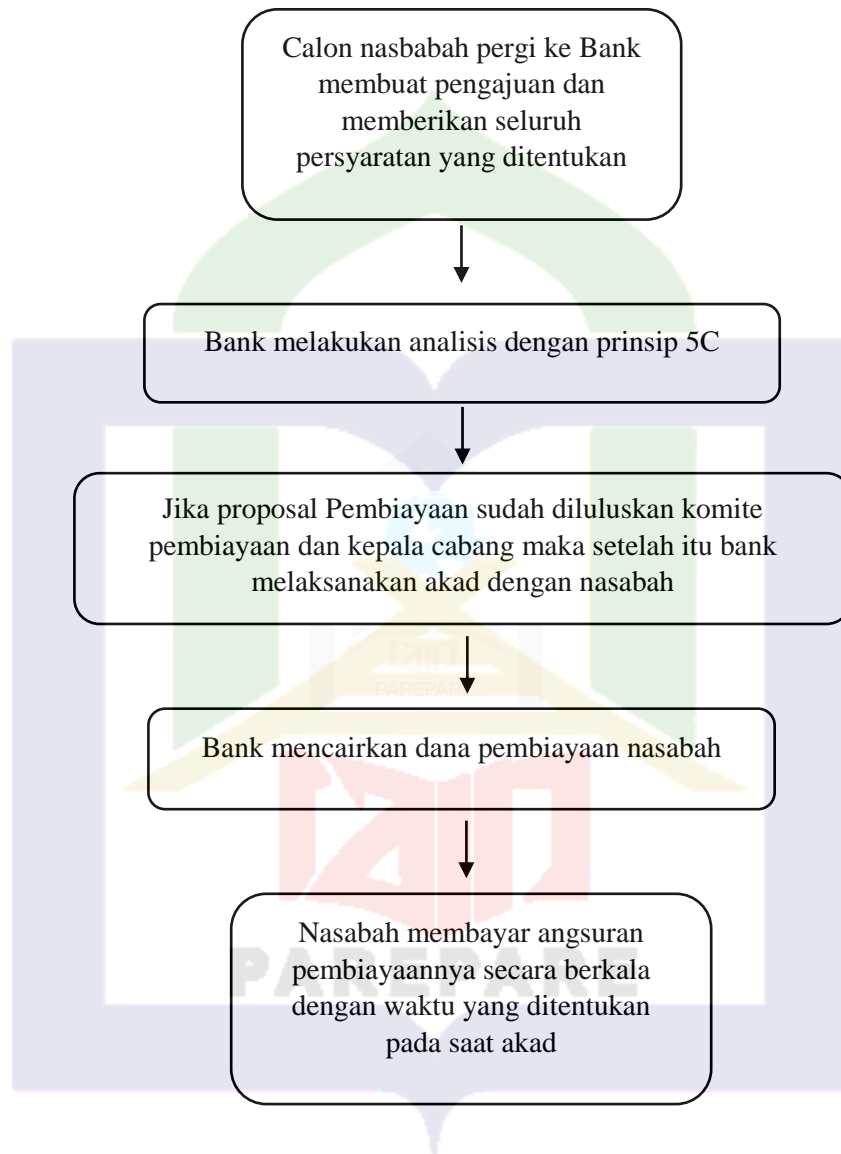 Calon nasbabah pergi ke Bank
membuat pengajuan dan
memberikan seluruh
persyaratan yang ditentukan
Bank melakukan analisis dengan prinsip 5C
Jika proposal Pembiayaan sudah diluluskan komite
pembiayaan dan kepala cabang maka setelah itu bank
melaksanakan akad dengan nasabah
PAREPARE
Bank mencairkan dana pembiayaan nasabah
Nasabah membayar angsuran
pembiayaannya secara berkala
PAREPARE
dengan waktu yang ditentukan
pada saat akad